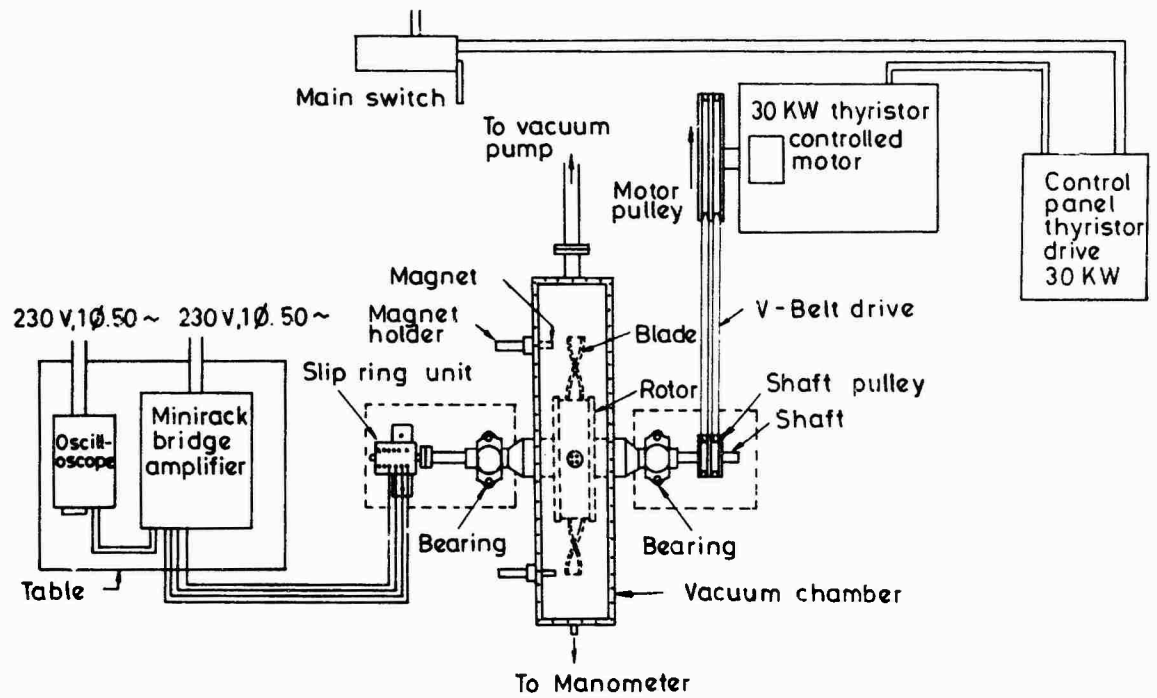 Main switch
To vacuum
pump
Motor
pulley
30 KW thyristor
controlled
motor
Control
panel
thyristor
drive
30 KW
Magnet
Magnet
holder
230 V,1Ø.50~ 230 V,1Ø.50~
Slip ring unit
Blade
V-Belt drive
Rotor
Shaft pulley
Shaft
Oscill-
oscope
Minirack
bridge
amplifier
Bearing
Bearing
Table
Vacuum chamber
To Manometer